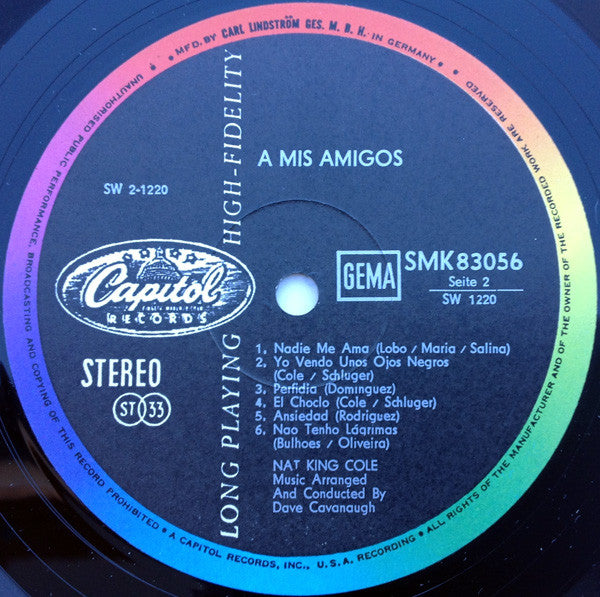 MFD. BY CARL LINDSTRÖM GES. M. B. H. IN GERMANY • ALL RIGHTS OF THE MANUFACTURER AND OF THE OWNER OF THE RECORDED WORK ARE RESERVED
UNAUTHORISED PUBLIC PERFORMANCE, BROADCASTING AND COPYING OF THIS RECORD PROHIBITED • A CAPITOL RECORDS, INC., U.S.A. RECORDING •
LONG PLAYING HIGH-FIDELITY
A MIS AMIGOS
SW 2-1220
Capitol
RECORDS
STEREO
ST 33
GEMA
SMK 83056
Seite 2
SW 1220
1. Nadie Me Ama (Lobo / Maria / Salina)
2. Yo Vendo Unos Ojos Negros
(Cole / Schluger)
3. Perfidia (Dominguez)
4. El Choclo (Cole / Schluger)
5. Ansiedad (Rodriguez)
6. Nao Tenho Lágrimas
(Bulhoes / Oliveira)
NAT KING COLE
Music Arranged
And Conducted By
Dave Cavanaugh